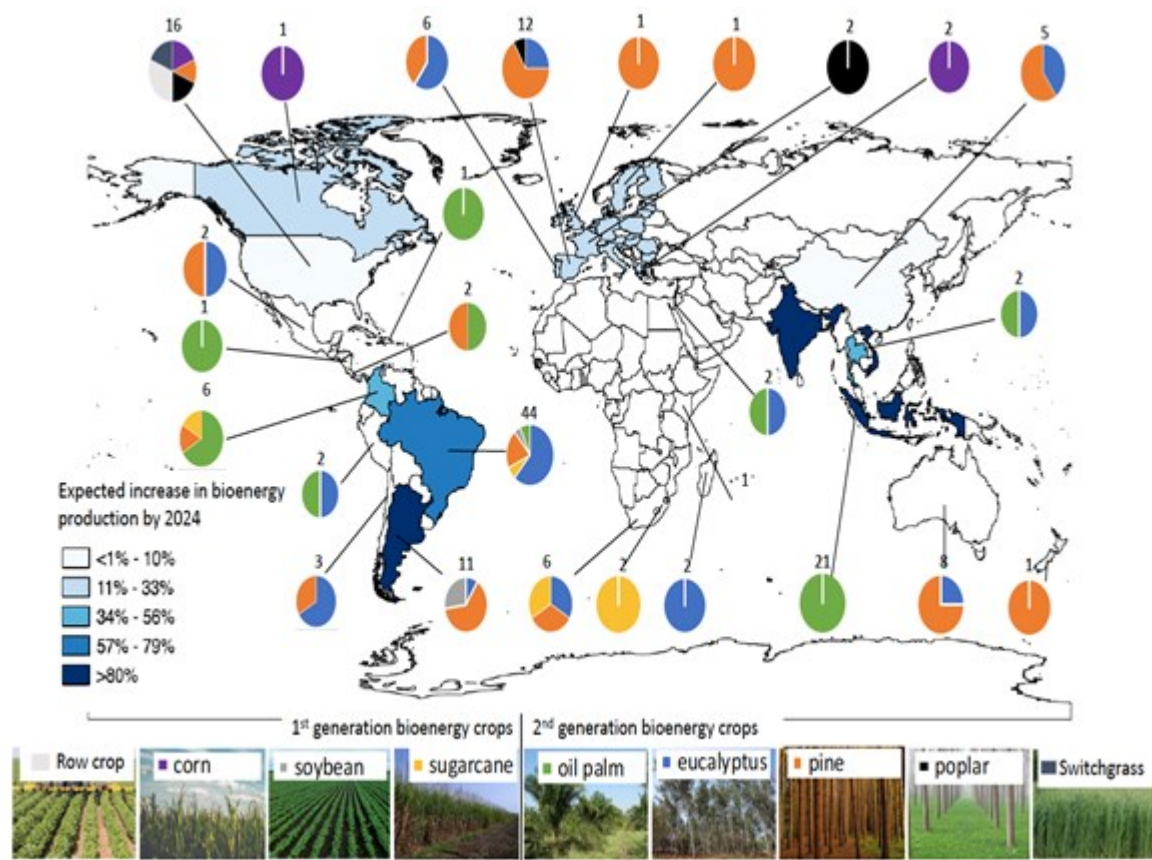 16
1
6
12
1
1
2
2
5
1
2
2
1
2
6
2
44
2
1
Expected increase in bioenergy
production by 2024
<1% - 10%
11% - 33%
34% - 56%
57% - 79%
>80%
3
11
6
2
2
21
8
1
1st generation bioenergy crops
2nd generation bioenergy crops
Row crop
corn
soybean
sugarcane
oil palm
eucalyptus
pine
poplar
Switchgrass